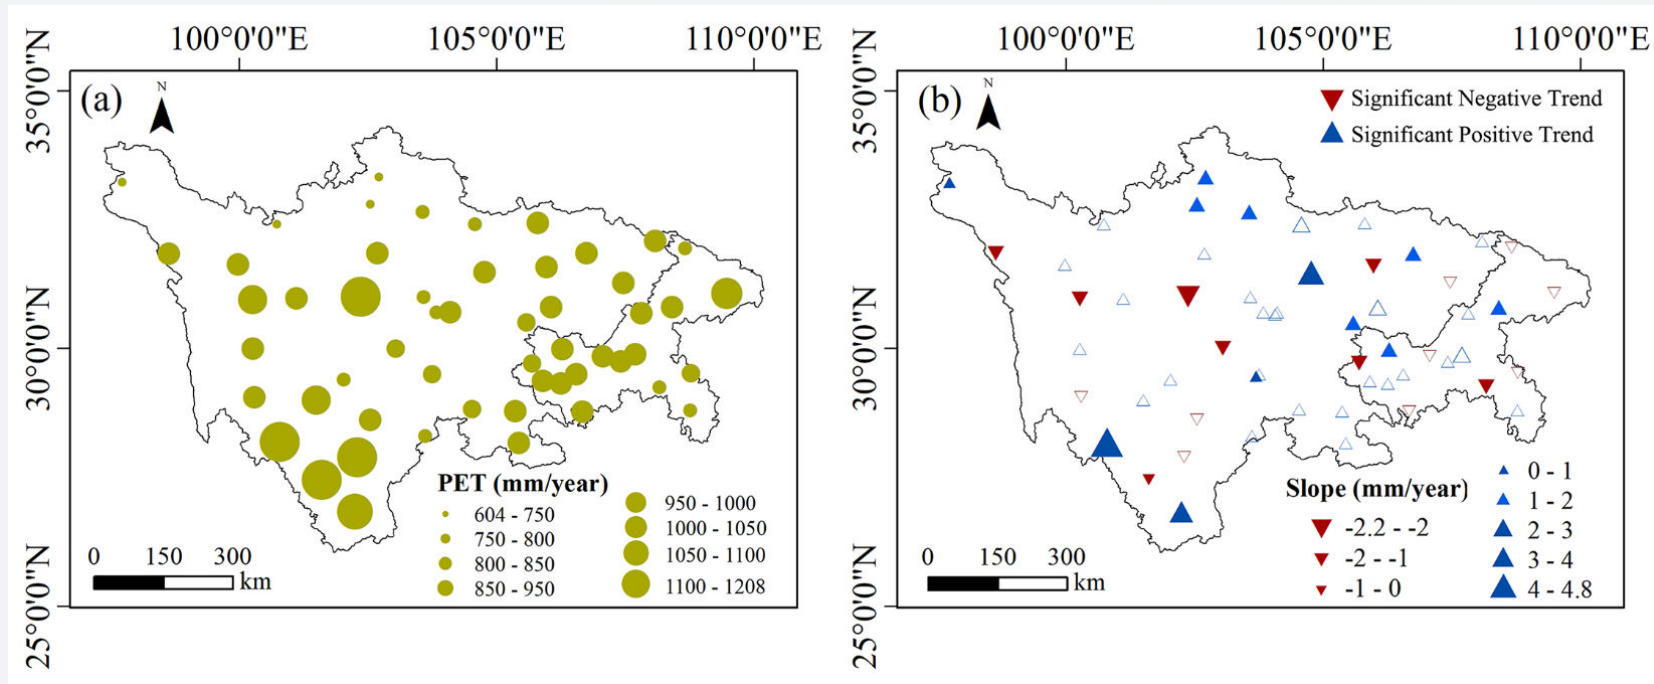 100°0'0"E 105°0'0"E 110°0'0"E
35°0'0"N
30°0'0"N
25°0'0"N
(a)
N
PET (mm/year)
604 - 750
750 - 800
800 - 850
850 - 950
950 - 1000
1000 - 1050
1050 - 1100
1100 - 1208
0 150 300
km
100°0'0"E 105°0'0"E 110°0'0"E
35°0'0"N
30°0'0"N
25°0'0"N
(b)
N
Significant Negative Trend
Significant Positive Trend
Slope (mm/year)
-2.2 - -2
-2 - -1
-1 - 0
0 - 1
1 - 2
2 - 3
3 - 4
4 - 4.8
0 150 300
km